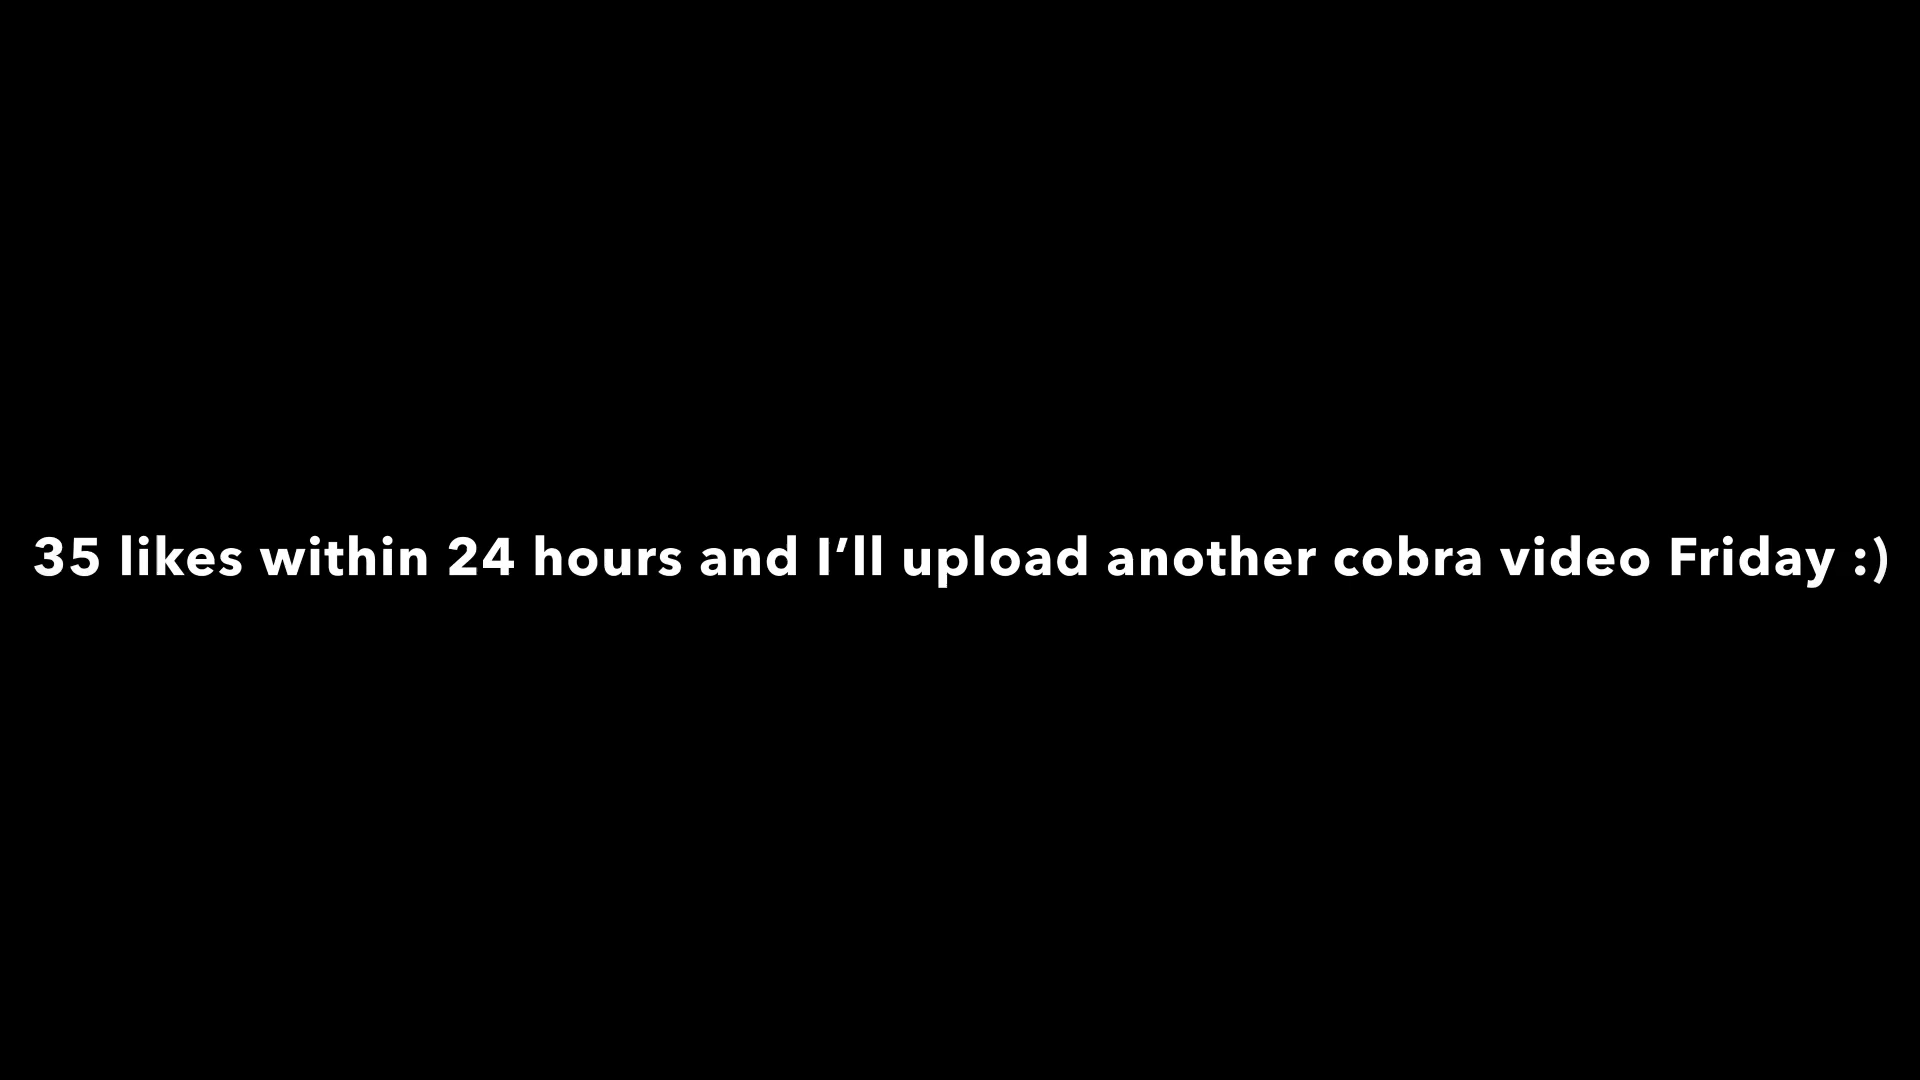 35 likes within 24 hours and I’ll upload another cobra video Friday :)